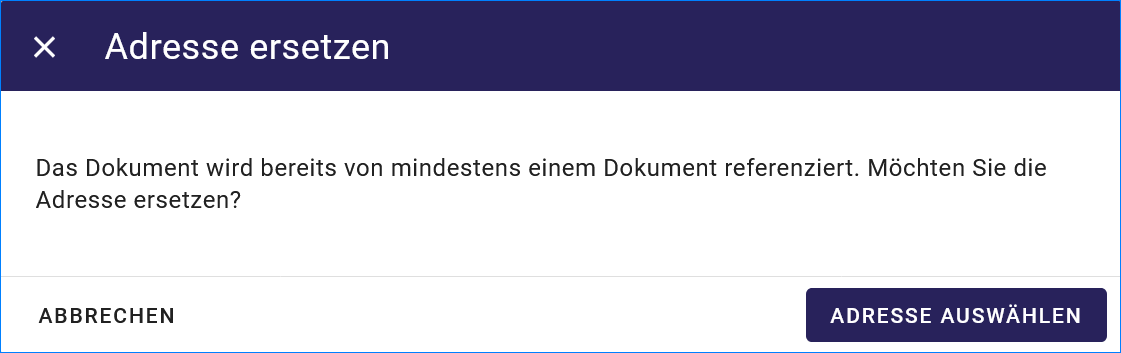 Adresse ersetzen
Das Dokument wird bereits von mindestens einem Dokument referenziert. Möchten Sie die
Adresse ersetzen?
ABBRECHEN
ADRESSE AUSWÄHLEN